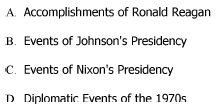 A. Accomplishments of Ronald Reagan
B. Events of Johnson's Presidency
C. Events of Nixon's Presidency
D. Diplomatic Events of the 1970s